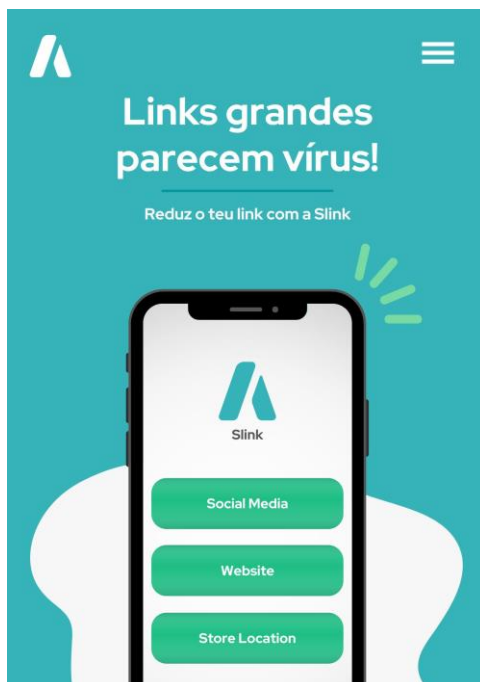 Links grandes
parecem vírus!
Reduz o teu link com a Slink
Slink
Social Media
Website
Store Location